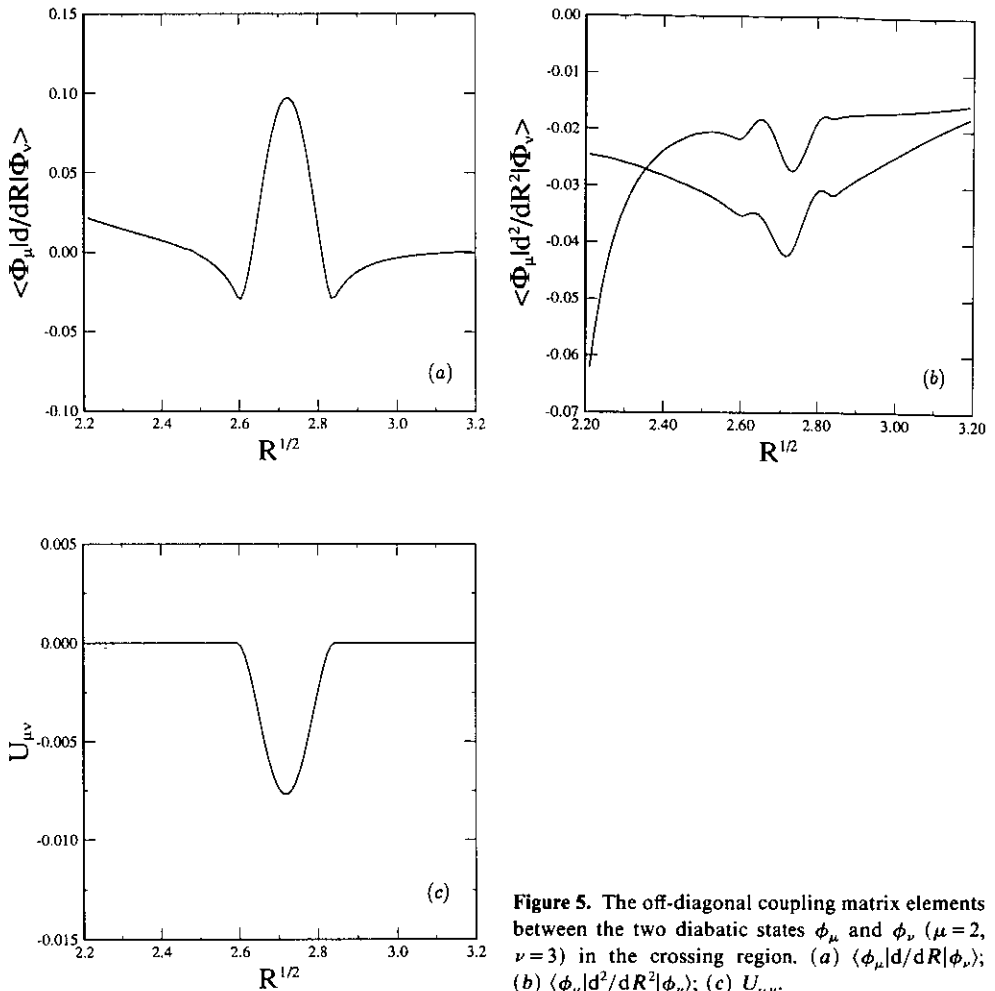 0.15
0.10
0.05
0.00
-0.05
-0.10
<Φμ|d/dR|Φν>
2.2 2.4 2.6 2.8 3.0 3.2
R^1/2
(a)
0.00
-0.01
-0.02
-0.03
-0.04
-0.05
-0.06
-0.07
<Φμ|d²/dR²|Φν>
2.20 2.40 2.60 2.80 3.00 3.20
R^1/2
(b)
0.005
0.000
-0.005
-0.010
-0.015
Uμν
2.2 2.4 2.6 2.8 3.0 3.2
R^1/2
(c)
Figure 5. The off-diagonal coupling matrix elements
between the two diabatic states ϕμ and ϕν (μ = 2,
ν = 3) in the crossing region. (a) ⟨ϕμ|d/dR|ϕν⟩;
(b) ⟨ϕμ|d²/dR²|ϕν⟩; (c) Uμν.